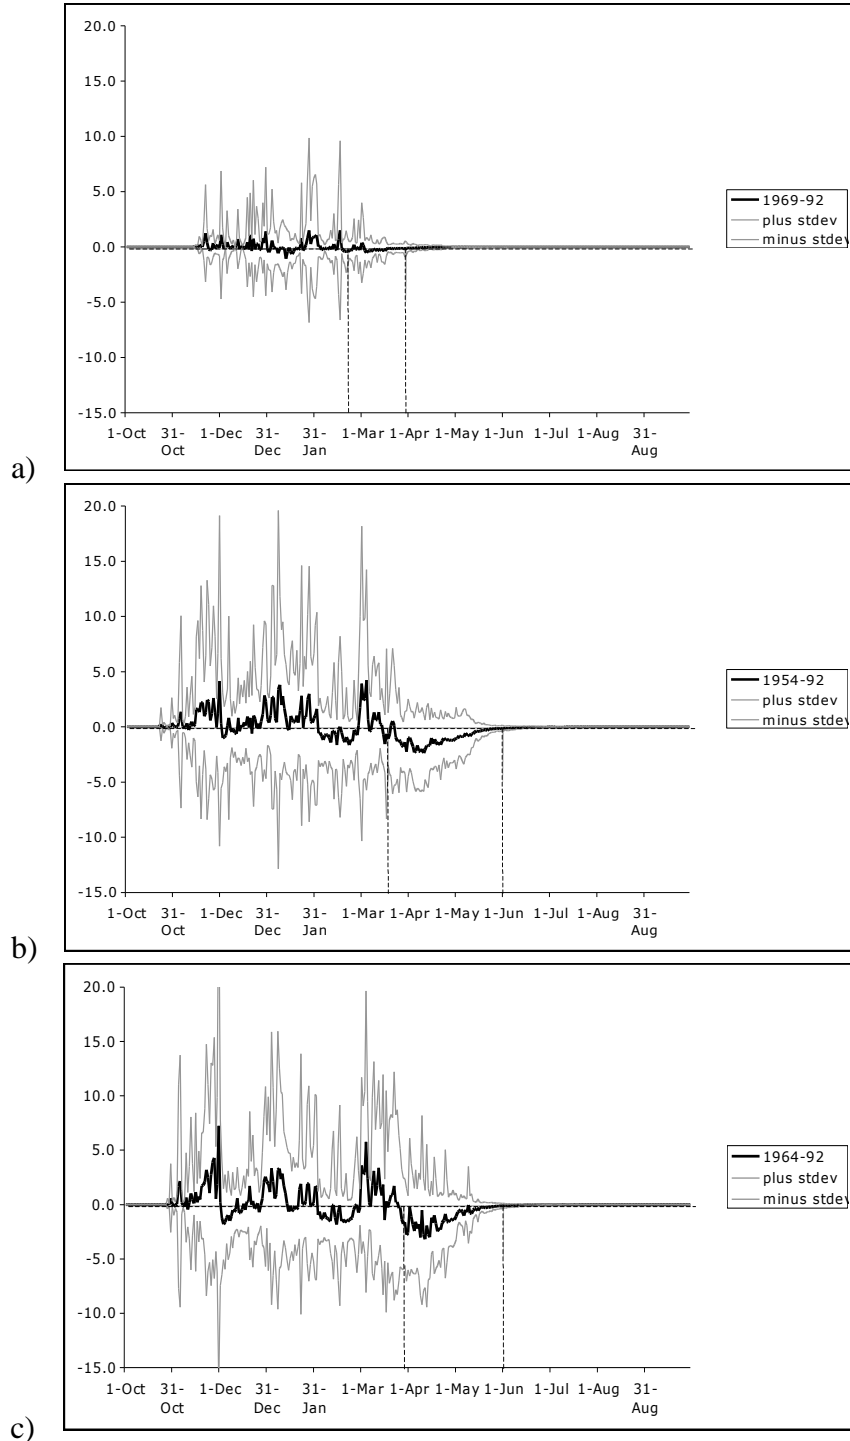 20.0
15.0
10.0
5.0
0.0
-5.0
-10.0
-15.0
1-Oct 31- 1-Dec 31- 31- 1-Mar 1-Apr 1-May 1-Jun 1-Jul 1-Aug 31-
Oct Dec Jan Aug
1969-92
plus stdev
minus stdev
a)
20.0
15.0
10.0
5.0
0.0
-5.0
-10.0
-15.0
1-Oct 31- 1-Dec 31- 31- 1-Mar 1-Apr 1-May 1-Jun 1-Jul 1-Aug 31-
Oct Dec Jan Aug
1954-92
plus stdev
minus stdev
b)
20.0
15.0
10.0
5.0
0.0
-5.0
-10.0
-15.0
1-Oct 31- 1-Dec 31- 31- 1-Mar 1-Apr 1-May 1-Jun 1-Jul 1-Aug 31-
Oct Dec Jan Aug
1964-92
plus stdev
minus stdev
c)